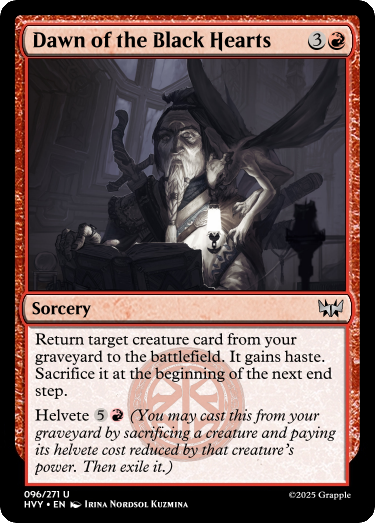 Dawn of the Black Hearts 3
Sorcery
Return target creature card from your
graveyard to the battlefield. It gains haste.
Sacrifice it at the beginning of the next end
step.
Helvete 5 (You may cast this from your
graveyard by sacrificing a creature and paying
its helvete cost reduced by that creature's
power. Then exile it.)
096/271 U
HVY • EN Irina Nordsol Kuzmina
©2025 Grapple